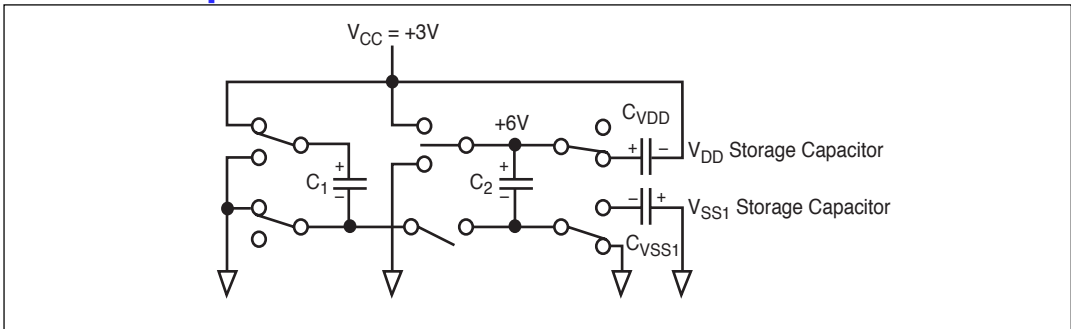 VCC = +3V
+6V
CVDD
+ –
VDD Storage Capacitor
+
C1
–
+
C2
–
– +
VSS1 Storage Capacitor
CVSS1